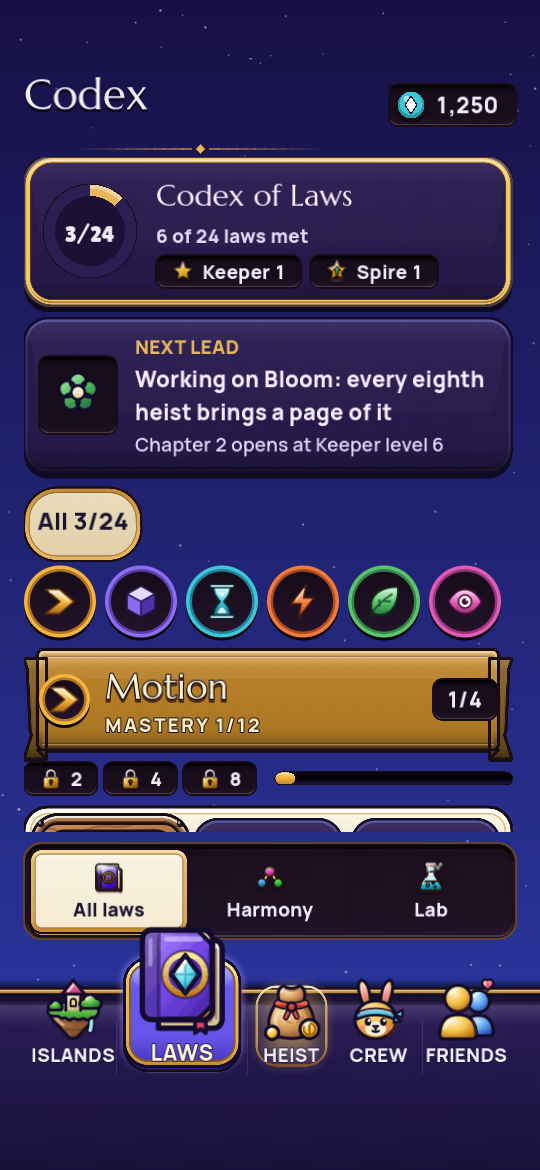 Codex
1,250
Codex of Laws
3/24
6 of 24 laws met
Keeper 1
Spire 1
NEXT LEAD
Working on Bloom: every eighth
heist brings a page of it
Chapter 2 opens at Keeper level 6
All 3/24
Motion
MASTERY 1/12
1/4
2
4
8
All laws
Harmony
Lab
ISLANDS
LAWS
HEIST
CREW
FRIENDS